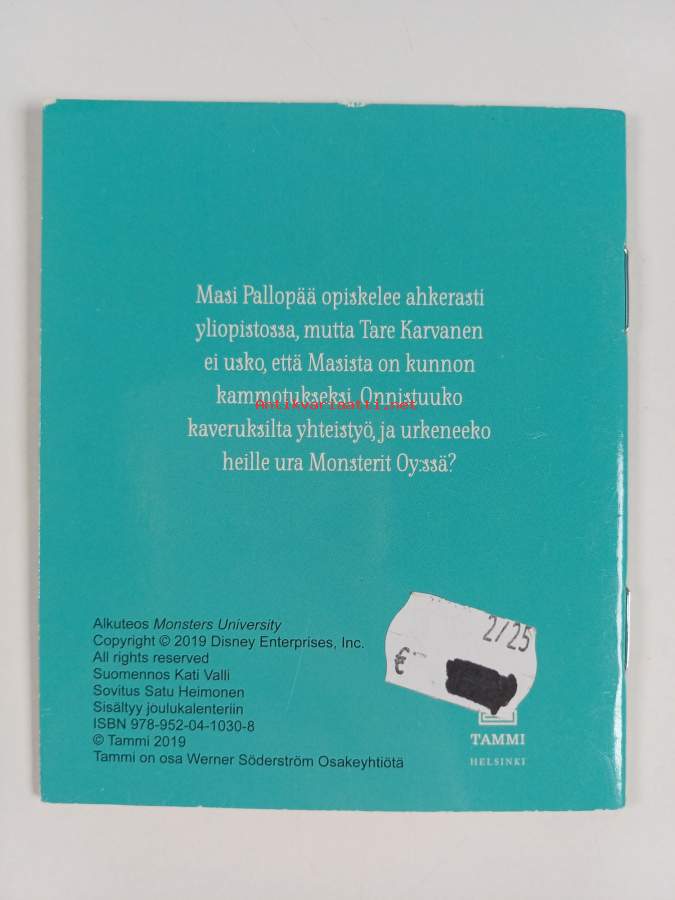 Masi Pallopää opiskelee ahkerasti
yliopistossa, mutta Tare Karvanen
ei usko, että Masista on kunnon
kammotukseksi. Onnistuuko
Antikvariaatti.net
kaveruksilta yhteistyö, ja urkeneeko
heille ura Monsterit Oy:ssä?
Alkuteos Monsters University
Copyright © 2019 Disney Enterprises, Inc.
All rights reserved
Suomennos Kati Valli
Sovitus Satu Heimonen
Sisältyy joulukalenteriin
ISBN 978-952-04-1030-8
© Tammi 2019
Tammi on osa Werner Söderström Osakeyhtiötä
2/25
€
TAMMI
HELSINKI